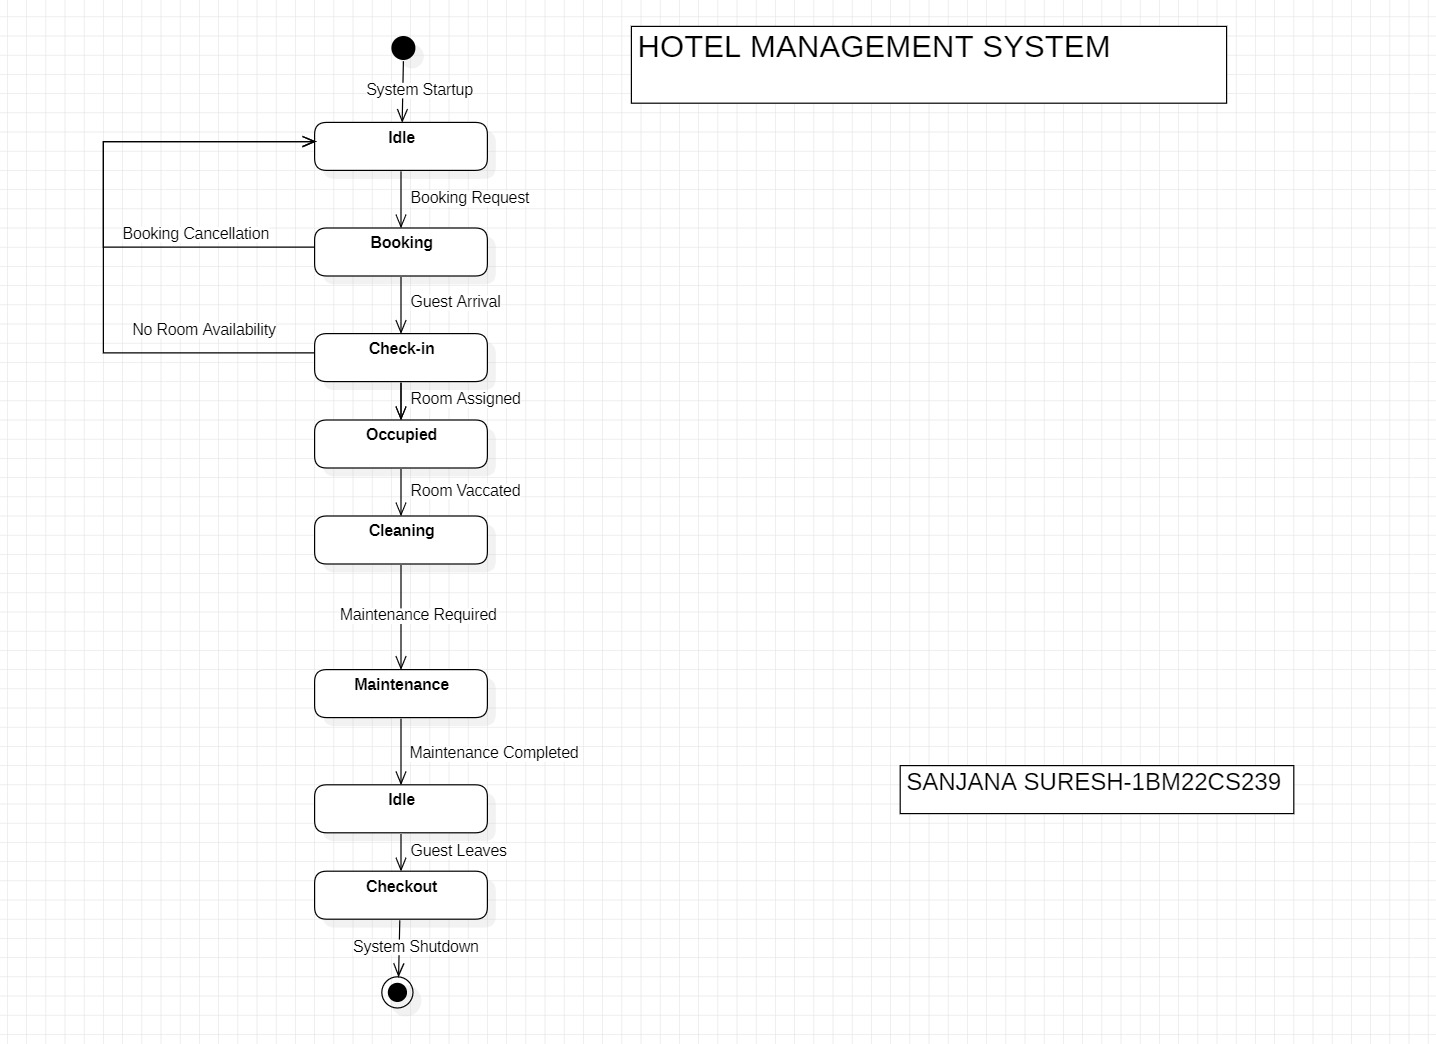 HOTEL MANAGEMENT SYSTEM
System Startup
Idle
Booking Request
Booking Cancellation
Booking
Guest Arrival
No Room Availability
Check-in
Room Assigned
Occupied
Room Vaccated
Cleaning
Maintenance Required
Maintenance
Maintenance Completed
SANJANA SURESH-1BM22CS239
Idle
Guest Leaves
Checkout
System Shutdown